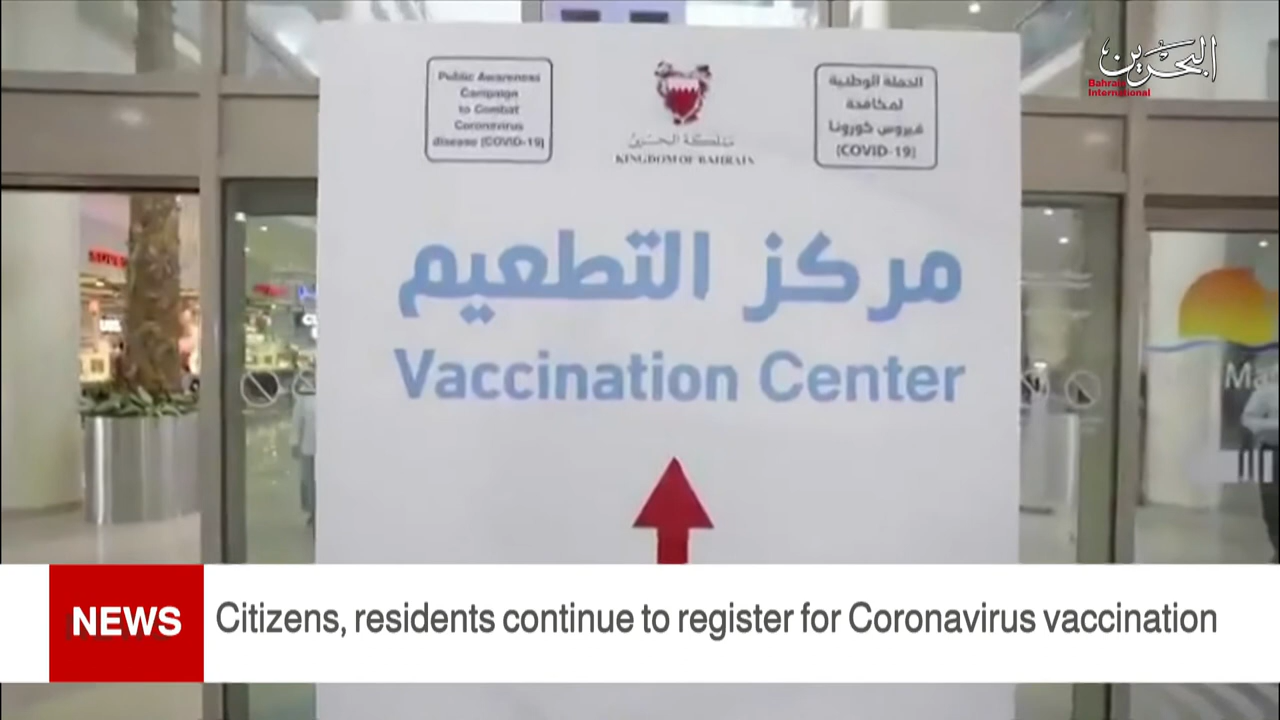 البحرين
Bahrain
International
Public Awareness
Campaign
to Combat
Coronavirus
disease (COVID-19)
مملكة البحرين
KINGDOM OF BAHRAIN
الحملة الوطنية
لمكافحة
فيروس كورونا
(COVID-19)
مركز التطعيم
Vaccination Center
NEWS
Citizens, residents continue to register for Coronavirus vaccination